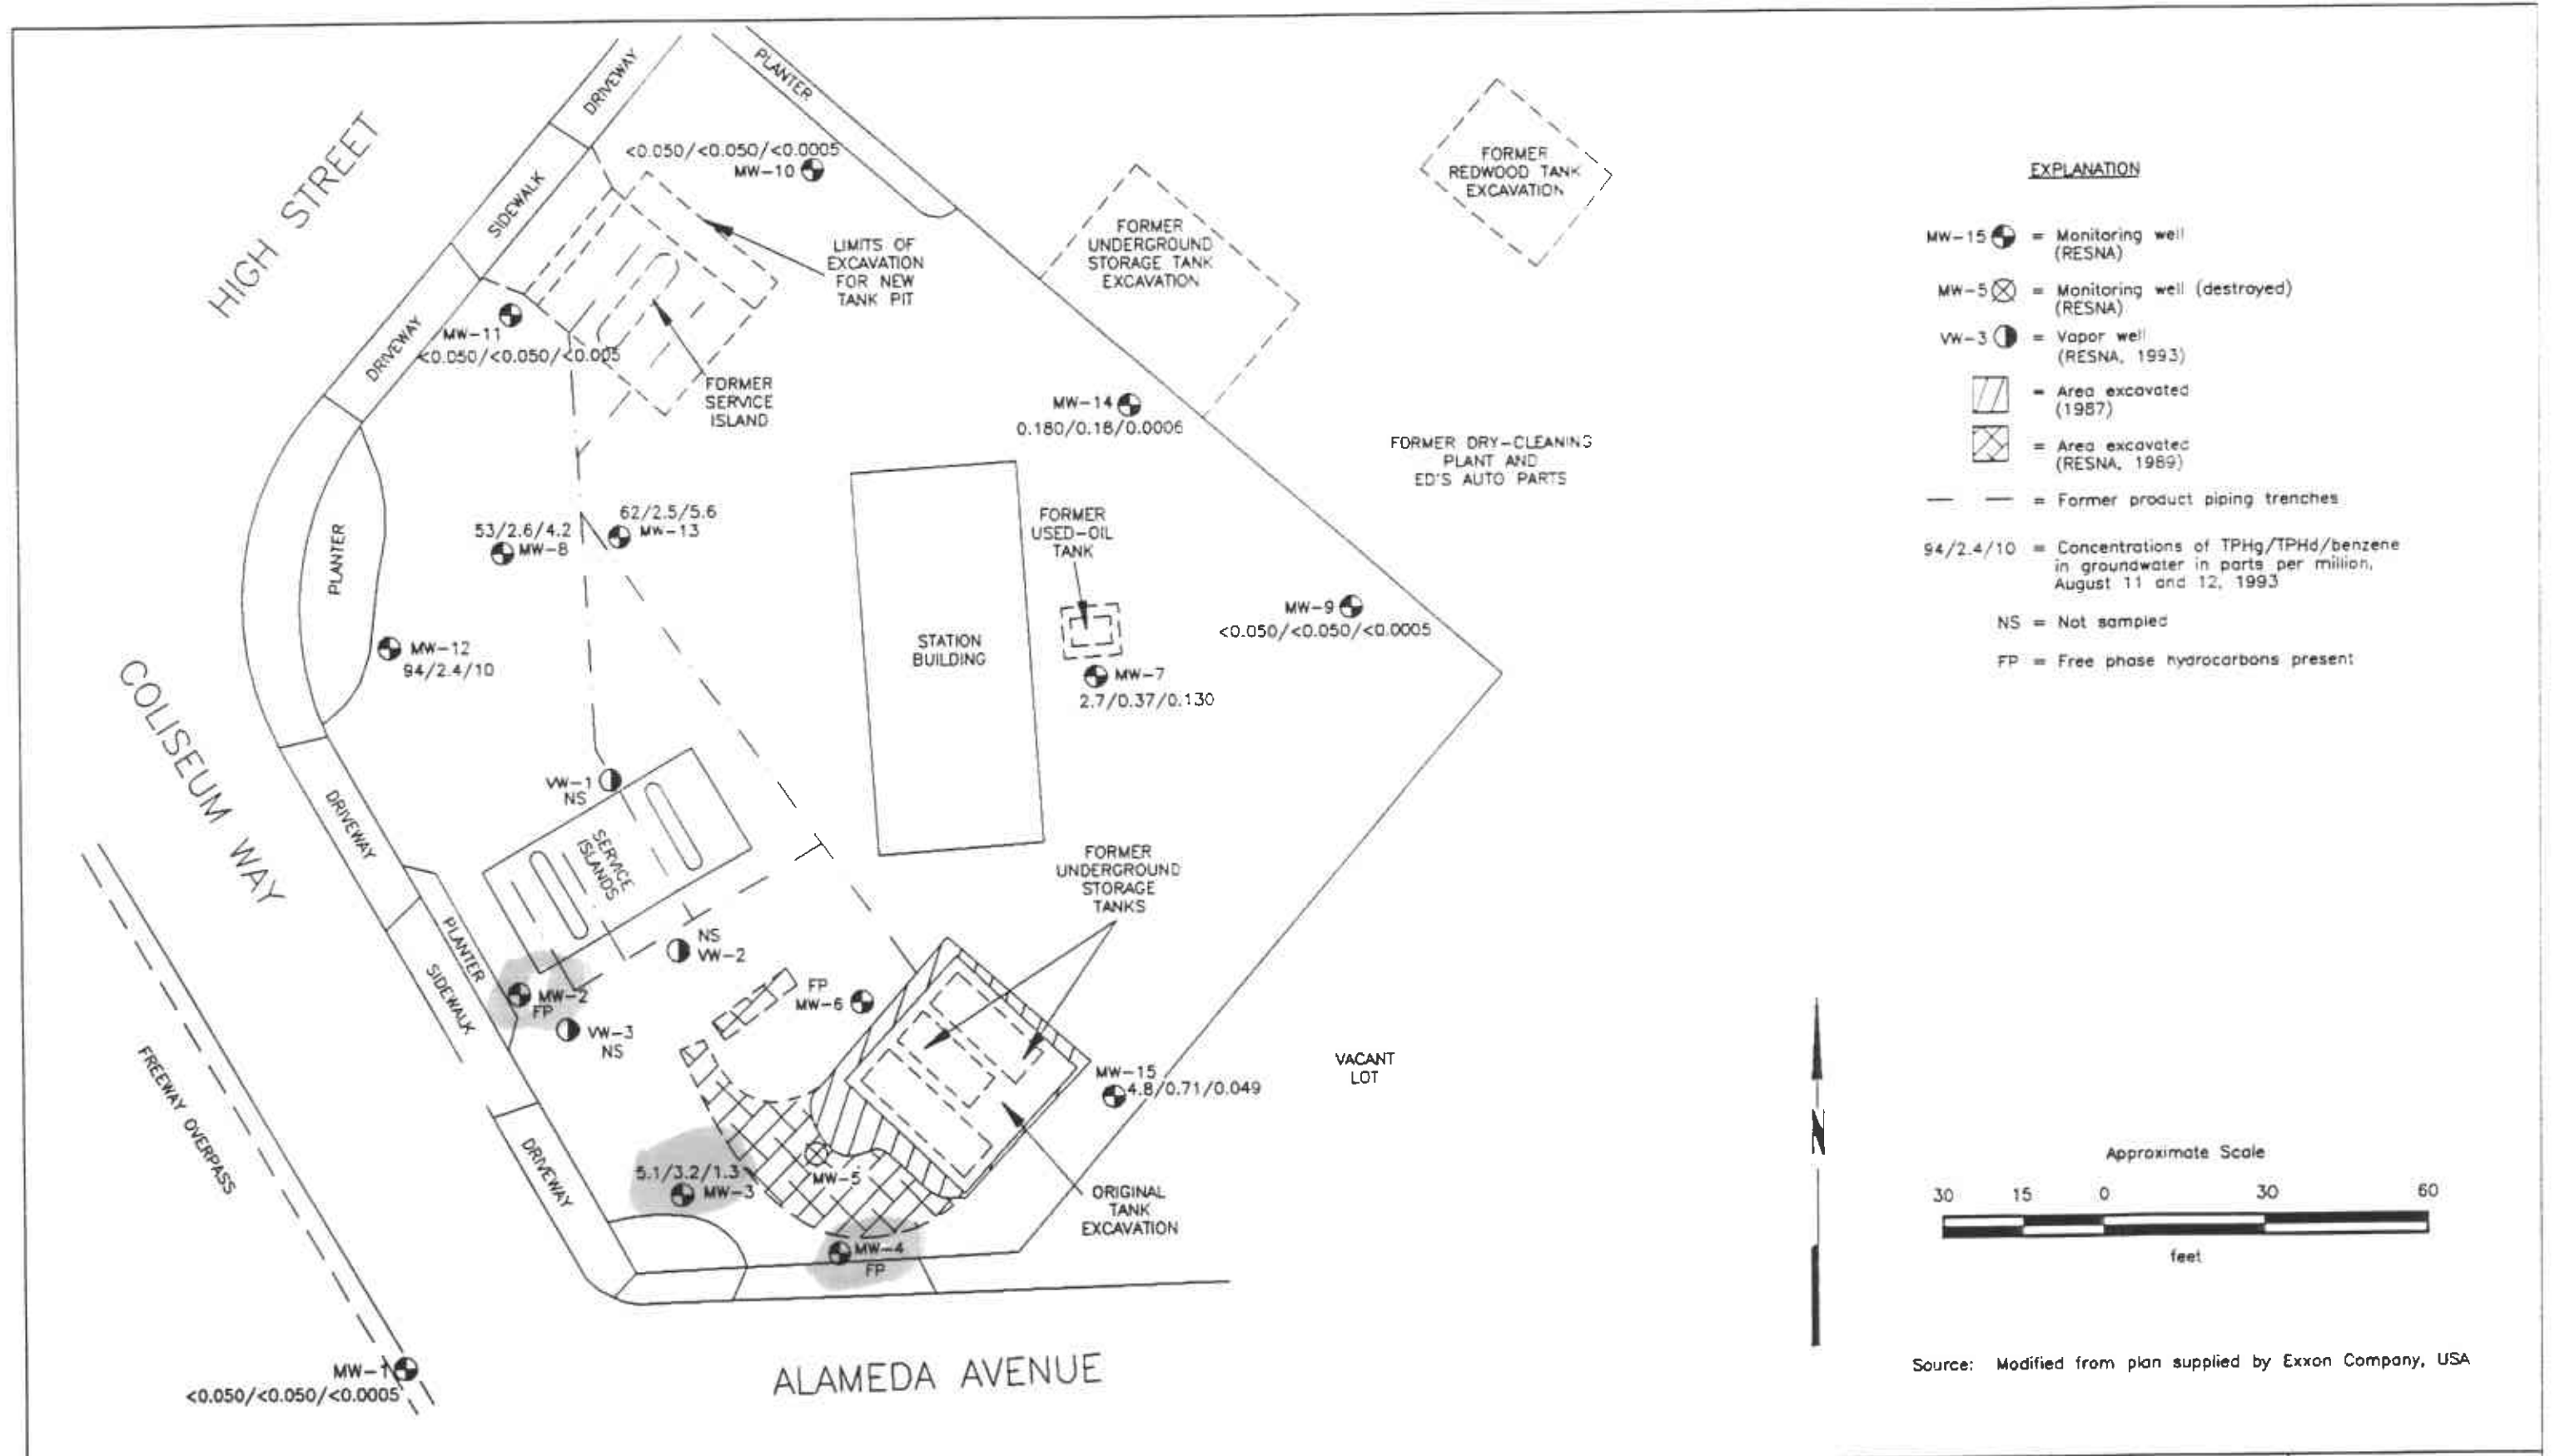 DRIVEWAY
PLANTER
HIGH STREET
SIDEWALK
<0.050/<0.050/<0.0005
MW-10
LIMITS OF
EXCAVATION
FOR NEW
TANK PIT
FORMER
UNDERGROUND
STORAGE TANK
EXCAVATION
FORMER
REDWOOD TANK
EXCAVATION
DRIVEWAY
MW-11
<0.050/<0.050/<0.005
FORMER
SERVICE
ISLAND
MW-14
0.180/0.18/0.0006
FORMER DRY-CLEANING
PLANT AND
ED'S AUTO PARTS
PLANTER
53/2.6/4.2
MW-8
62/2.5/5.6
MW-13
FORMER
USED-OIL
TANK
STATION
BUILDING
MW-9
<0.050/<0.050/<0.0005
MW-12
94/2.4/10
MW-7
2.7/0.37/0.130
COLISEUM WAY
DRIVEWAY
VW-1
NS
SERVICE
ISLANDS
FORMER
UNDERGROUND
STORAGE
TANKS
PLANTER
SIDEWALK
NS
VW-2
MW-2
FP
VW-3
NS
FP
MW-6
FREEWAY OVERPASS
VACANT
LOT
MW-15
4.8/0.71/0.049
DRIVEWAY
5.1/3.2/1.3
MW-3
MW-5
ORIGINAL
TANK
EXCAVATION
MW-4
FP
MW-1
<0.050/<0.050/<0.0005
ALAMEDA AVENUE
EXPLANATION
MW-15 = Monitoring well
(RESNA)
MW-5 = Monitoring well (destroyed)
(RESNA)
VW-3 = Vapor well
(RESNA, 1993)
= Area excavated
(1987)
= Area excavated
(RESNA, 1989)
= Former product piping trenches
94/2.4/10 = Concentrations of TPHg/TPHd/benzene
in groundwater in parts per million,
August 11 and 12, 1993
NS = Not sampled
FP = Free phase hydrocarbons present
N
Approximate Scale
30 15 0 30 60
feet
Source: Modified from plan supplied by Exxon Company, USA